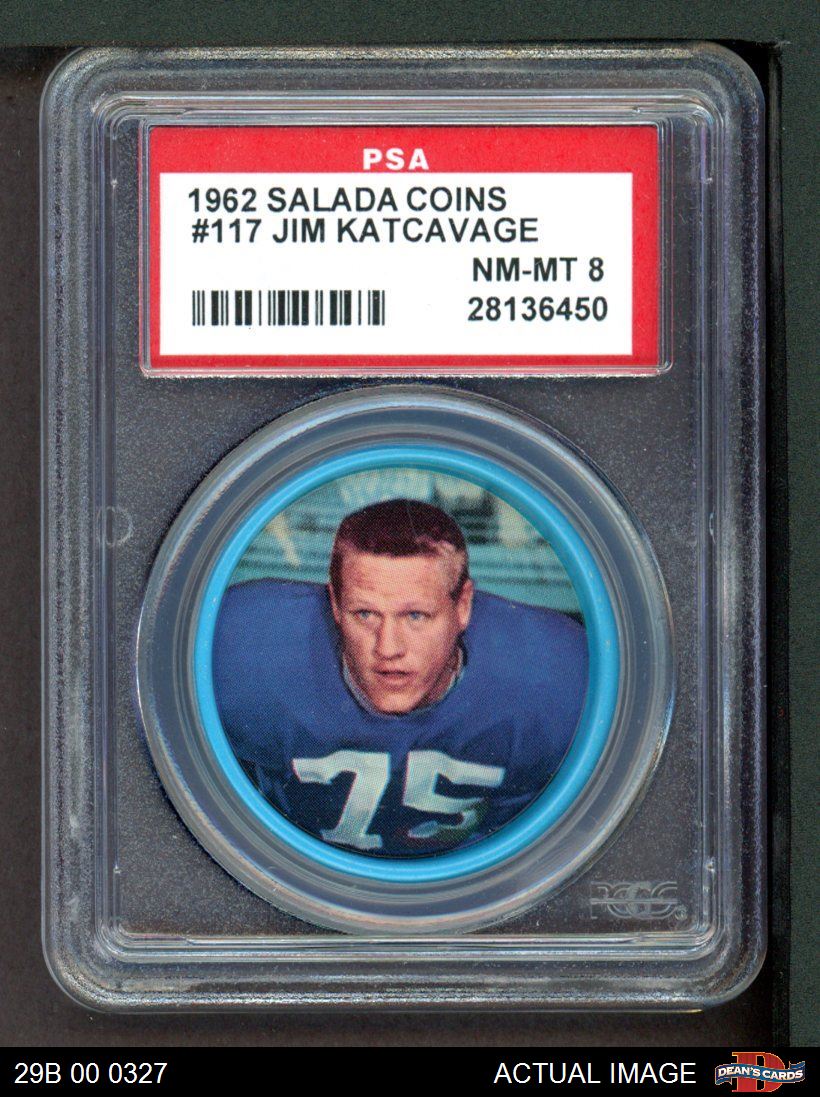 PSA
1962 SALADA COINS
#117 JIM KATCAVAGE
NM-MT 8
28136450
75
PCGS
29B 00 0327
ACTUAL IMAGE
D
DEAN'S CARDS